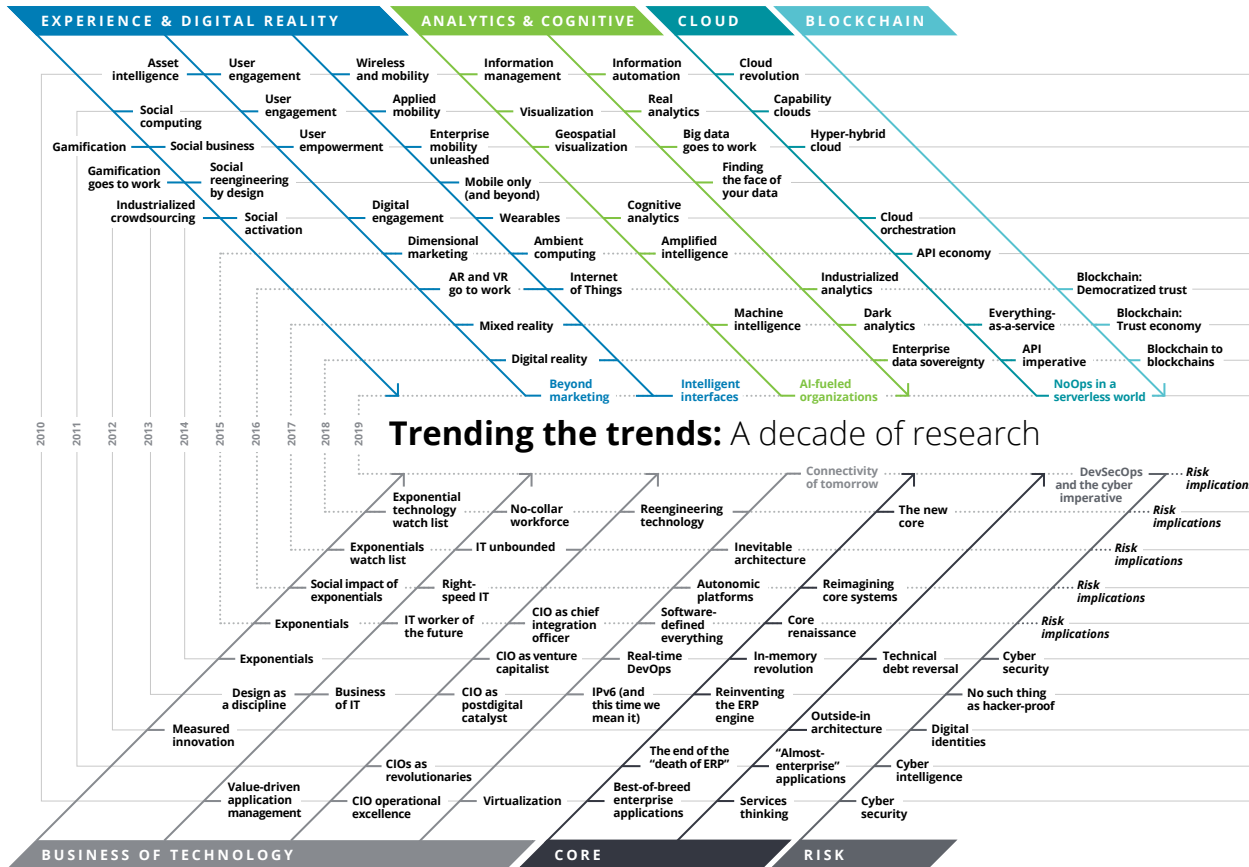 EXPERIENCE & DIGITAL REALITY
ANALYTICS & COGNITIVE
CLOUD
BLOCKCHAIN
Asset
intelligence
User
engagement
Wireless
and mobility
Information
management
Information
automation
Cloud
revolution
Social
computing
User
engagement
Applied
mobility
Visualization
Real
analytics
Capability
clouds
Gamification
Social business
User
empowerment
Enterprise
mobility
unleashed
Geospatial
visualization
Big data
goes to work
Hyper-hybrid
cloud
Gamification
goes to work
Social
reengineering
by design
Mobile only
(and beyond)
Finding
the face of
your data
Industrialized
crowdsourcing
Social
activation
Digital
engagement
Wearables
Cognitive
analytics
Cloud
orchestration
Dimensional
marketing
Ambient
computing
Amplified
intelligence
API economy
AR and VR
go to work
Internet
of Things
Industrialized
analytics
Blockchain:
Democratized trust
Mixed reality
Machine
intelligence
Dark
analytics
Everything-
as-a-service
Blockchain:
Trust economy
Digital reality
Enterprise
data sovereignty
API
imperative
Blockchain to
blockchains
Beyond
marketing
Intelligent
interfaces
AI-fueled
organizations
NoOps in a
serverless world
2010
2011
2012
2013
2014
2015
2016
2017
2018
2019
Trending the trends: A decade of research
Connectivity
of tomorrow
DevSecOps
and the cyber
imperative
Risk
implications
Exponential
technology
watch list
No-collar
workforce
Reengineering
technology
The new
core
Risk
implications
Exponentials
watch list
IT unbounded
Inevitable
architecture
Risk
implications
Social impact of
exponentials
Right-
speed IT
Autonomic
platforms
Reimagining
core systems
Risk
implications
Exponentials
IT worker of
the future
CIO as chief
integration
officer
Software-
defined
everything
Core
renaissance
Risk
implications
Exponentials
CIO as venture
capitalist
Real-time
DevOps
In-memory
revolution
Technical
debt reversal
Cyber
security
Design as
a discipline
Business
of IT
CIO as
postdigital
catalyst
IPv6 (and
this time we
mean it)
Reinventing
the ERP
engine
No such thing
as hacker-proof
Measured
innovation
Outside-in
architecture
Digital
identities
CIOs as
revolutionaries
The end of the
“death of ERP”
“Almost-
enterprise”
applications
Cyber
intelligence
Value-driven
application
management
CIO operational
excellence
Virtualization
Best-of-breed
enterprise
applications
Services
thinking
Cyber
security
BUSINESS OF TECHNOLOGY
CORE
RISK